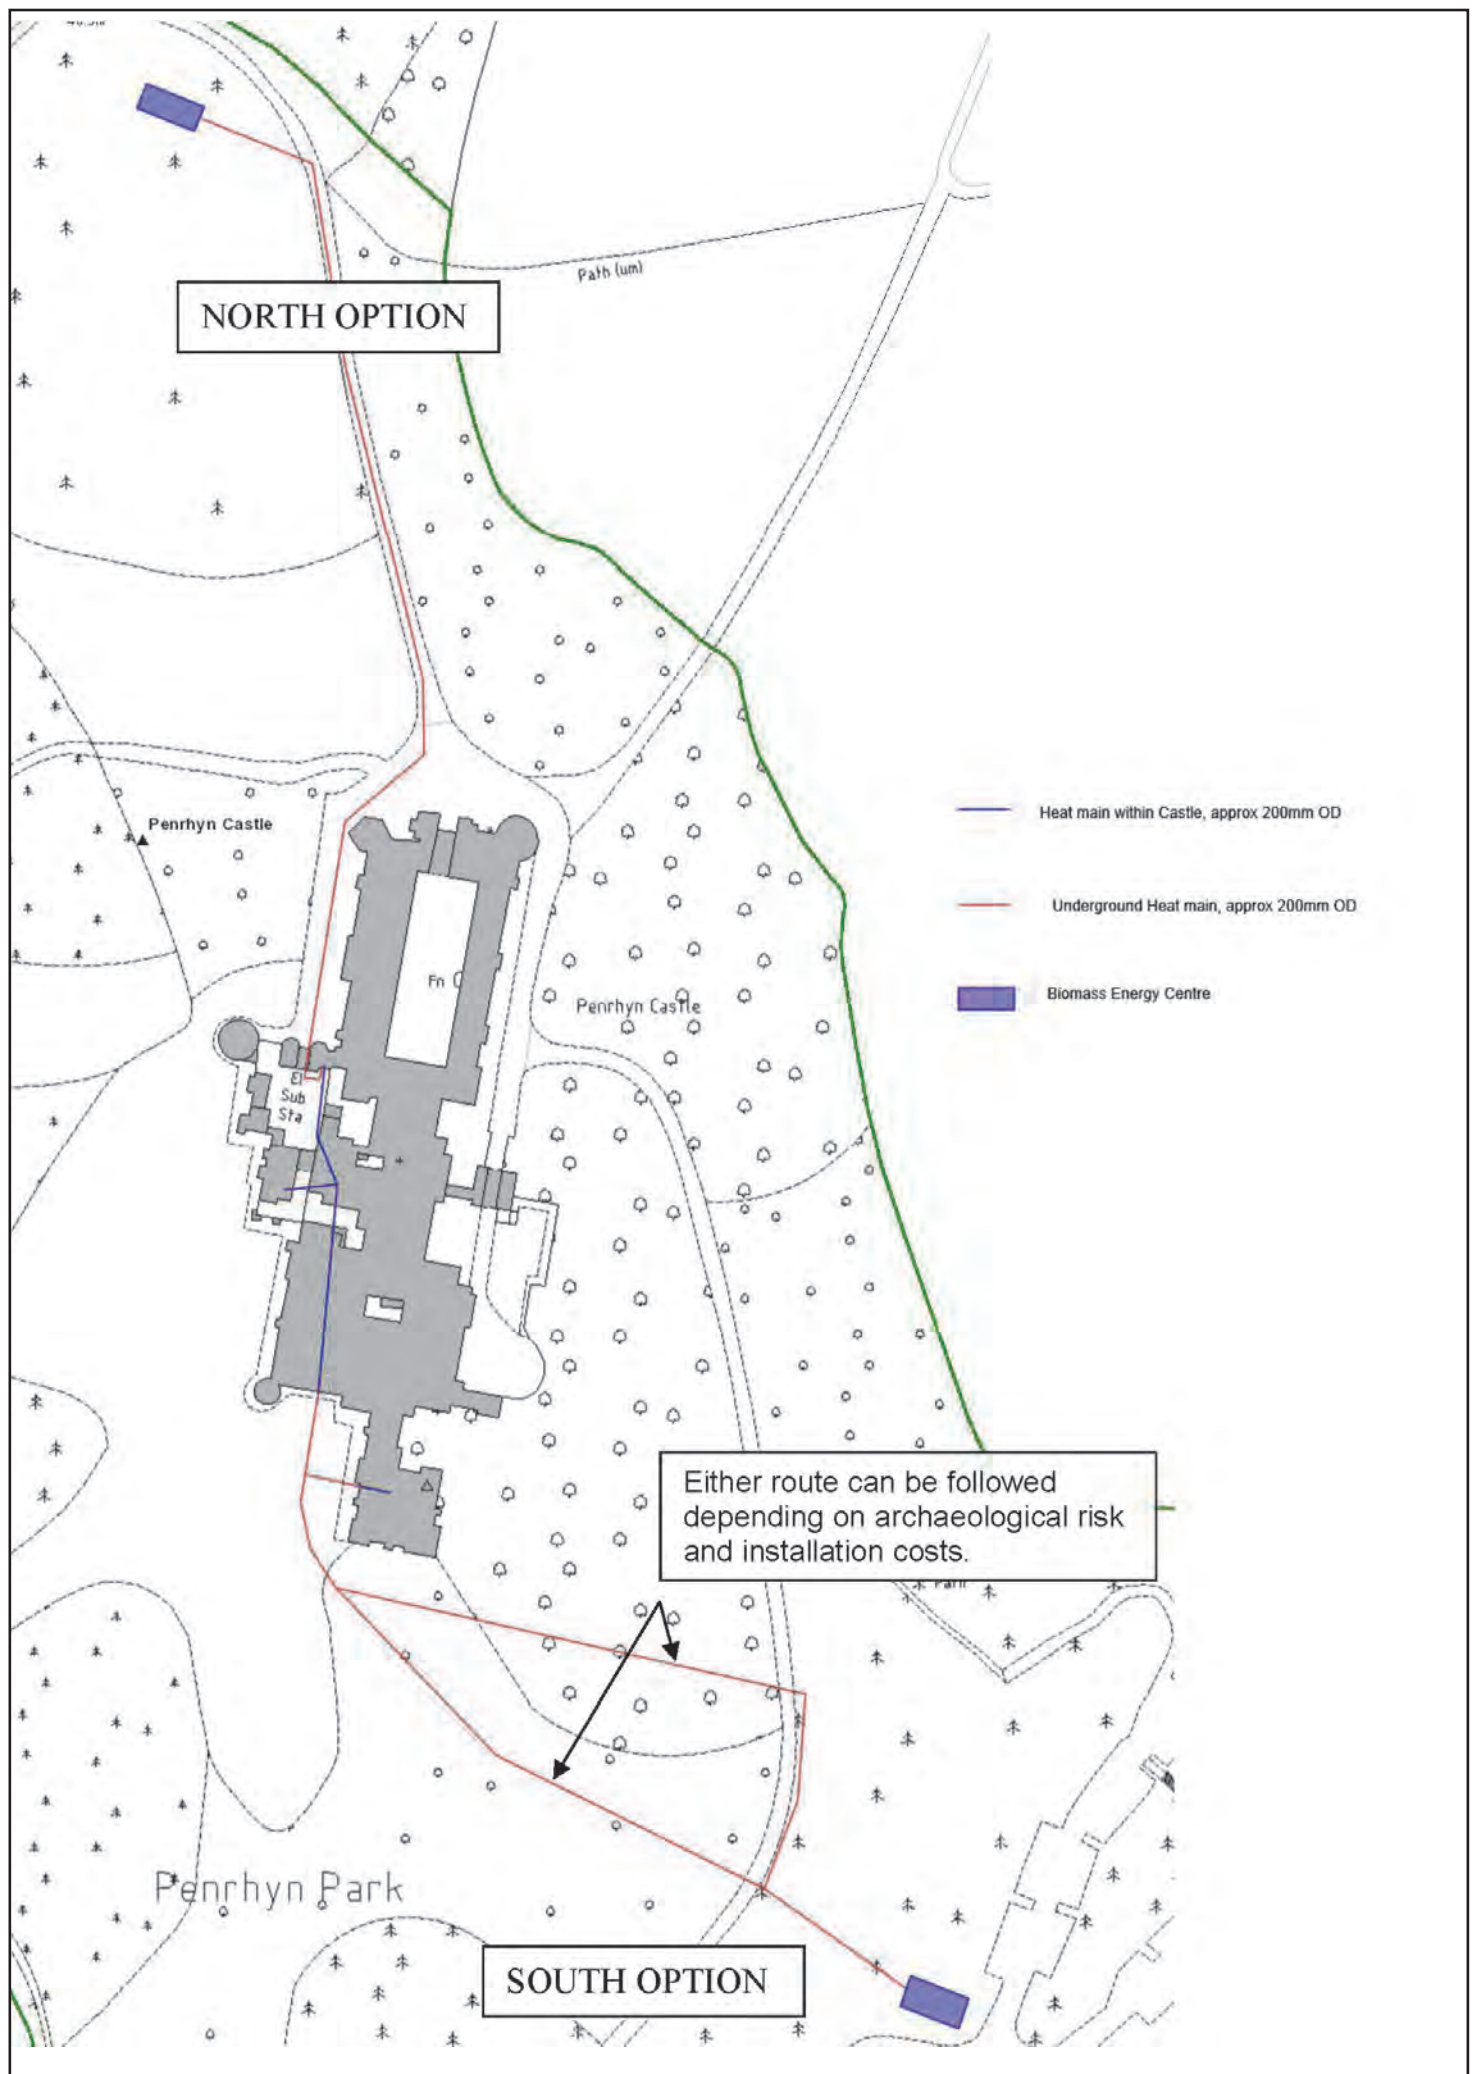 NORTH OPTION
Path (um)
Penrhyn Castle
Heat main within Castle, approx 200mm OD
Underground Heat main, approx 200mm OD
Biomass Energy Centre
Fn
Penrhyn Castle
El
Sub
Sta
Either route can be followed
depending on archaeological risk
and installation costs.
Penrhyn Park
SOUTH OPTION